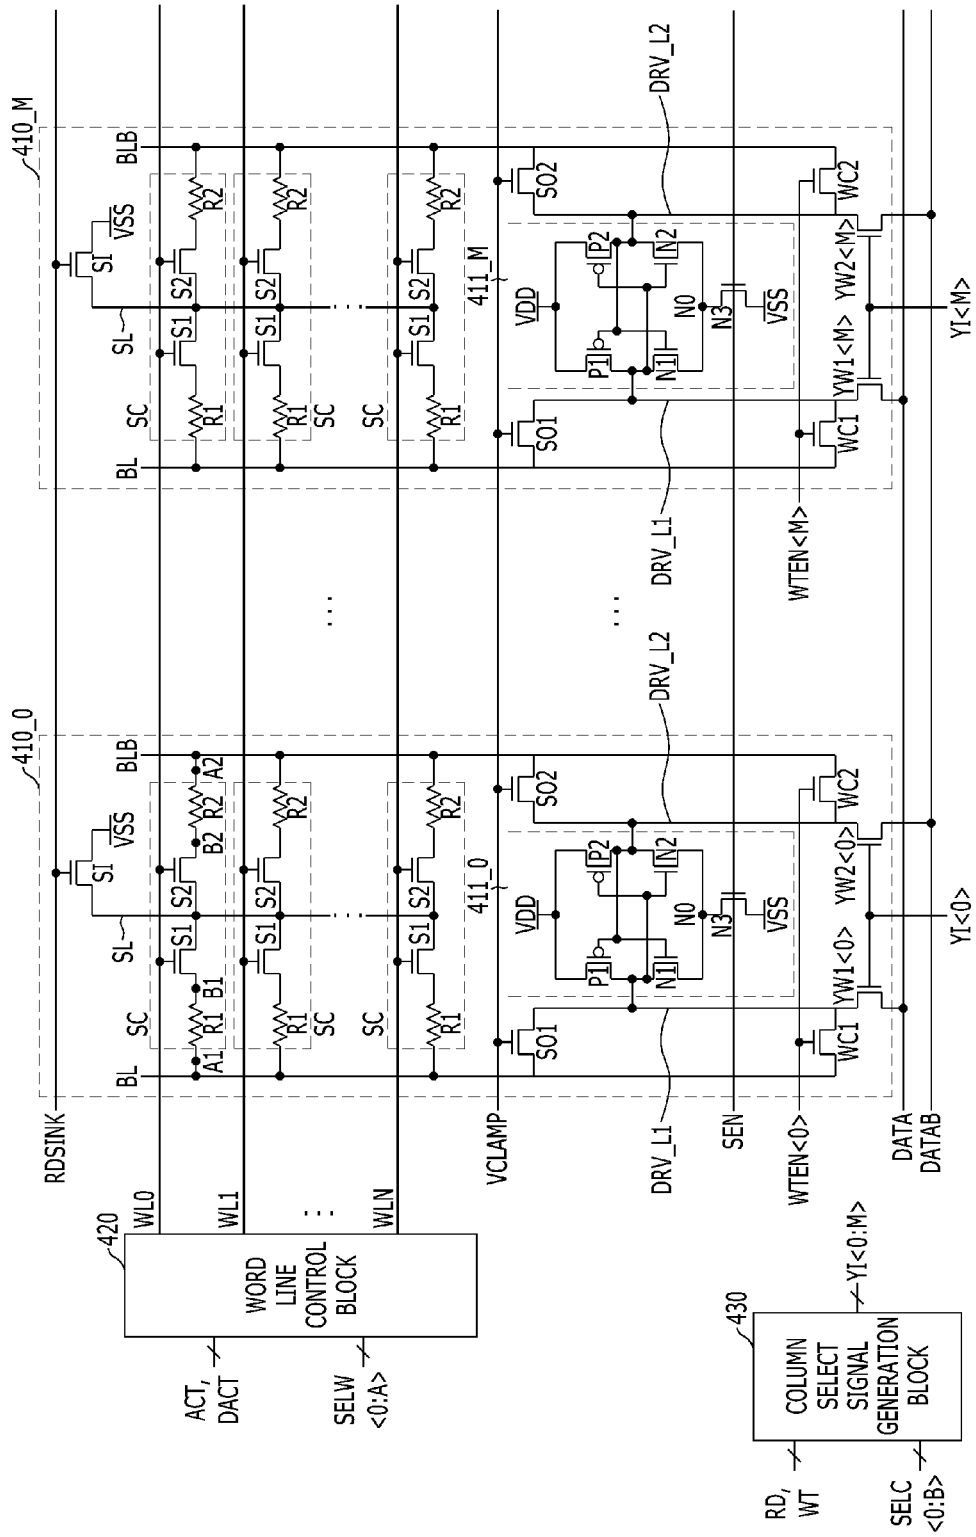 410_0
410_M
RDSINK
SI
VSS
SI
VSS
BL
SL
BLB
BL
SL
BLB
420
WL0
WORD
LINE
CONTROL
BLOCK
WL1
...
WLN
ACT,
DACT
SELW
<0:A>
SC
A1
R1
B1
S1
S2
B2
R2
A2
SC
R1
S1
S2
R2
SC
R1
S1
S2
R2
SC
R1
S1
S2
R2
SC
R1
S1
S2
R2
SC
R1
S1
S2
R2
...
...
...
VCLAMP
SO1
411_0
SO2
SO1
411_M
SO2
VDD
P1
P2
N1
N2
N0
N3
VSS
VDD
P1
P2
N1
N2
N0
N3
VSS
...
DRV_L1
DRV_L2
DRV_L1
DRV_L2
SEN
WTEN<0>
WC1
WC2
WTEN<M>
WC1
WC2
YW1<0>
YW2<0>
YW1<M>
YW2<M>
DATA
DATAB
YI<0>
YI<M>
430
RD,
WT
SELC
<0:B>
COLUMN
SELECT
SIGNAL
GENERATION
BLOCK
YI<0:M>